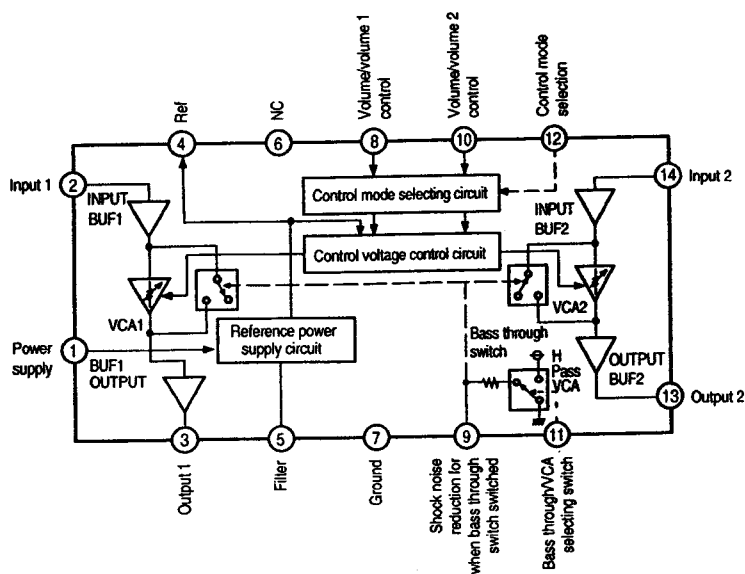 Ref
NC
Volume/volume 1
control
Volume/volume 2
control
Control mode
selection
4
6
8
10
12
Input 1
2
14
Input 2
INPUT
BUF1
Control mode selecting circuit
INPUT
BUF2
Control voltage control circuit
VCA1
VCA2
Power
supply
1
Reference power
supply circuit
Bass through
switch
H
Pass
VCA
BUF1
OUTPUT
OUTPUT
BUF2
13
Output 2
3
5
7
9
11
Output 1
Filter
Ground
Shock noise
reduction for
when bass through
switch switched
Bass through/VCA
selecting switch